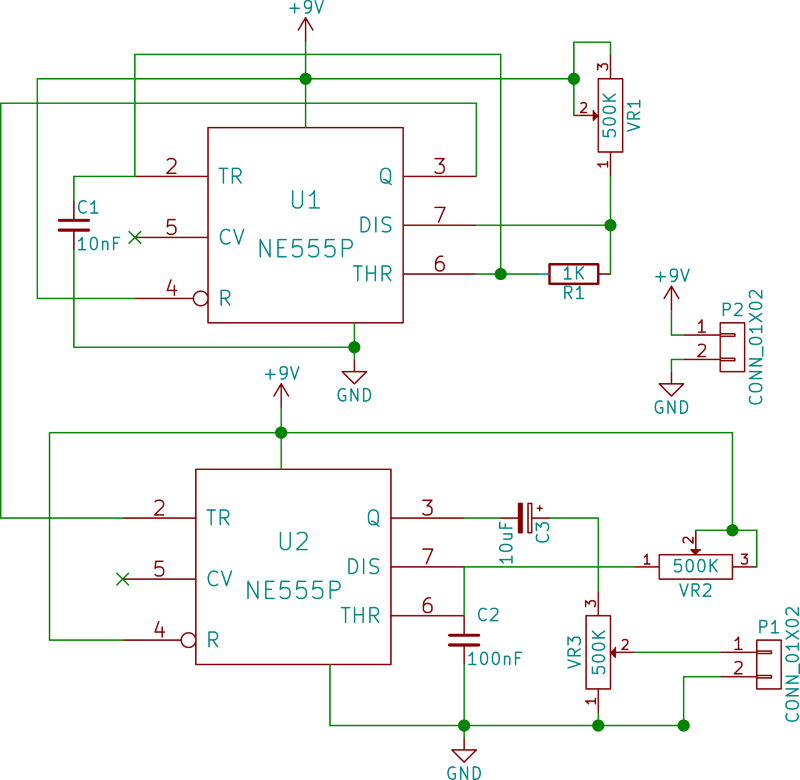 +9V
3
2
500K
VR1
1
2
TR
Q
3
U1
C1
10nF
5
CV
DIS
7
NE555P
THR
6
1K
R1
4
R
+9V
P2
1
2
CONN_01X02
GND
GND
+9V
2
TR
Q
3
+
10uF
C3
U2
2
5
CV
DIS
7
1
500K
3
NE555P
VR2
THR
6
C2
3
P1
4
R
100nF
VR3
500K
2
1
2
CONN_01X02
1
GND